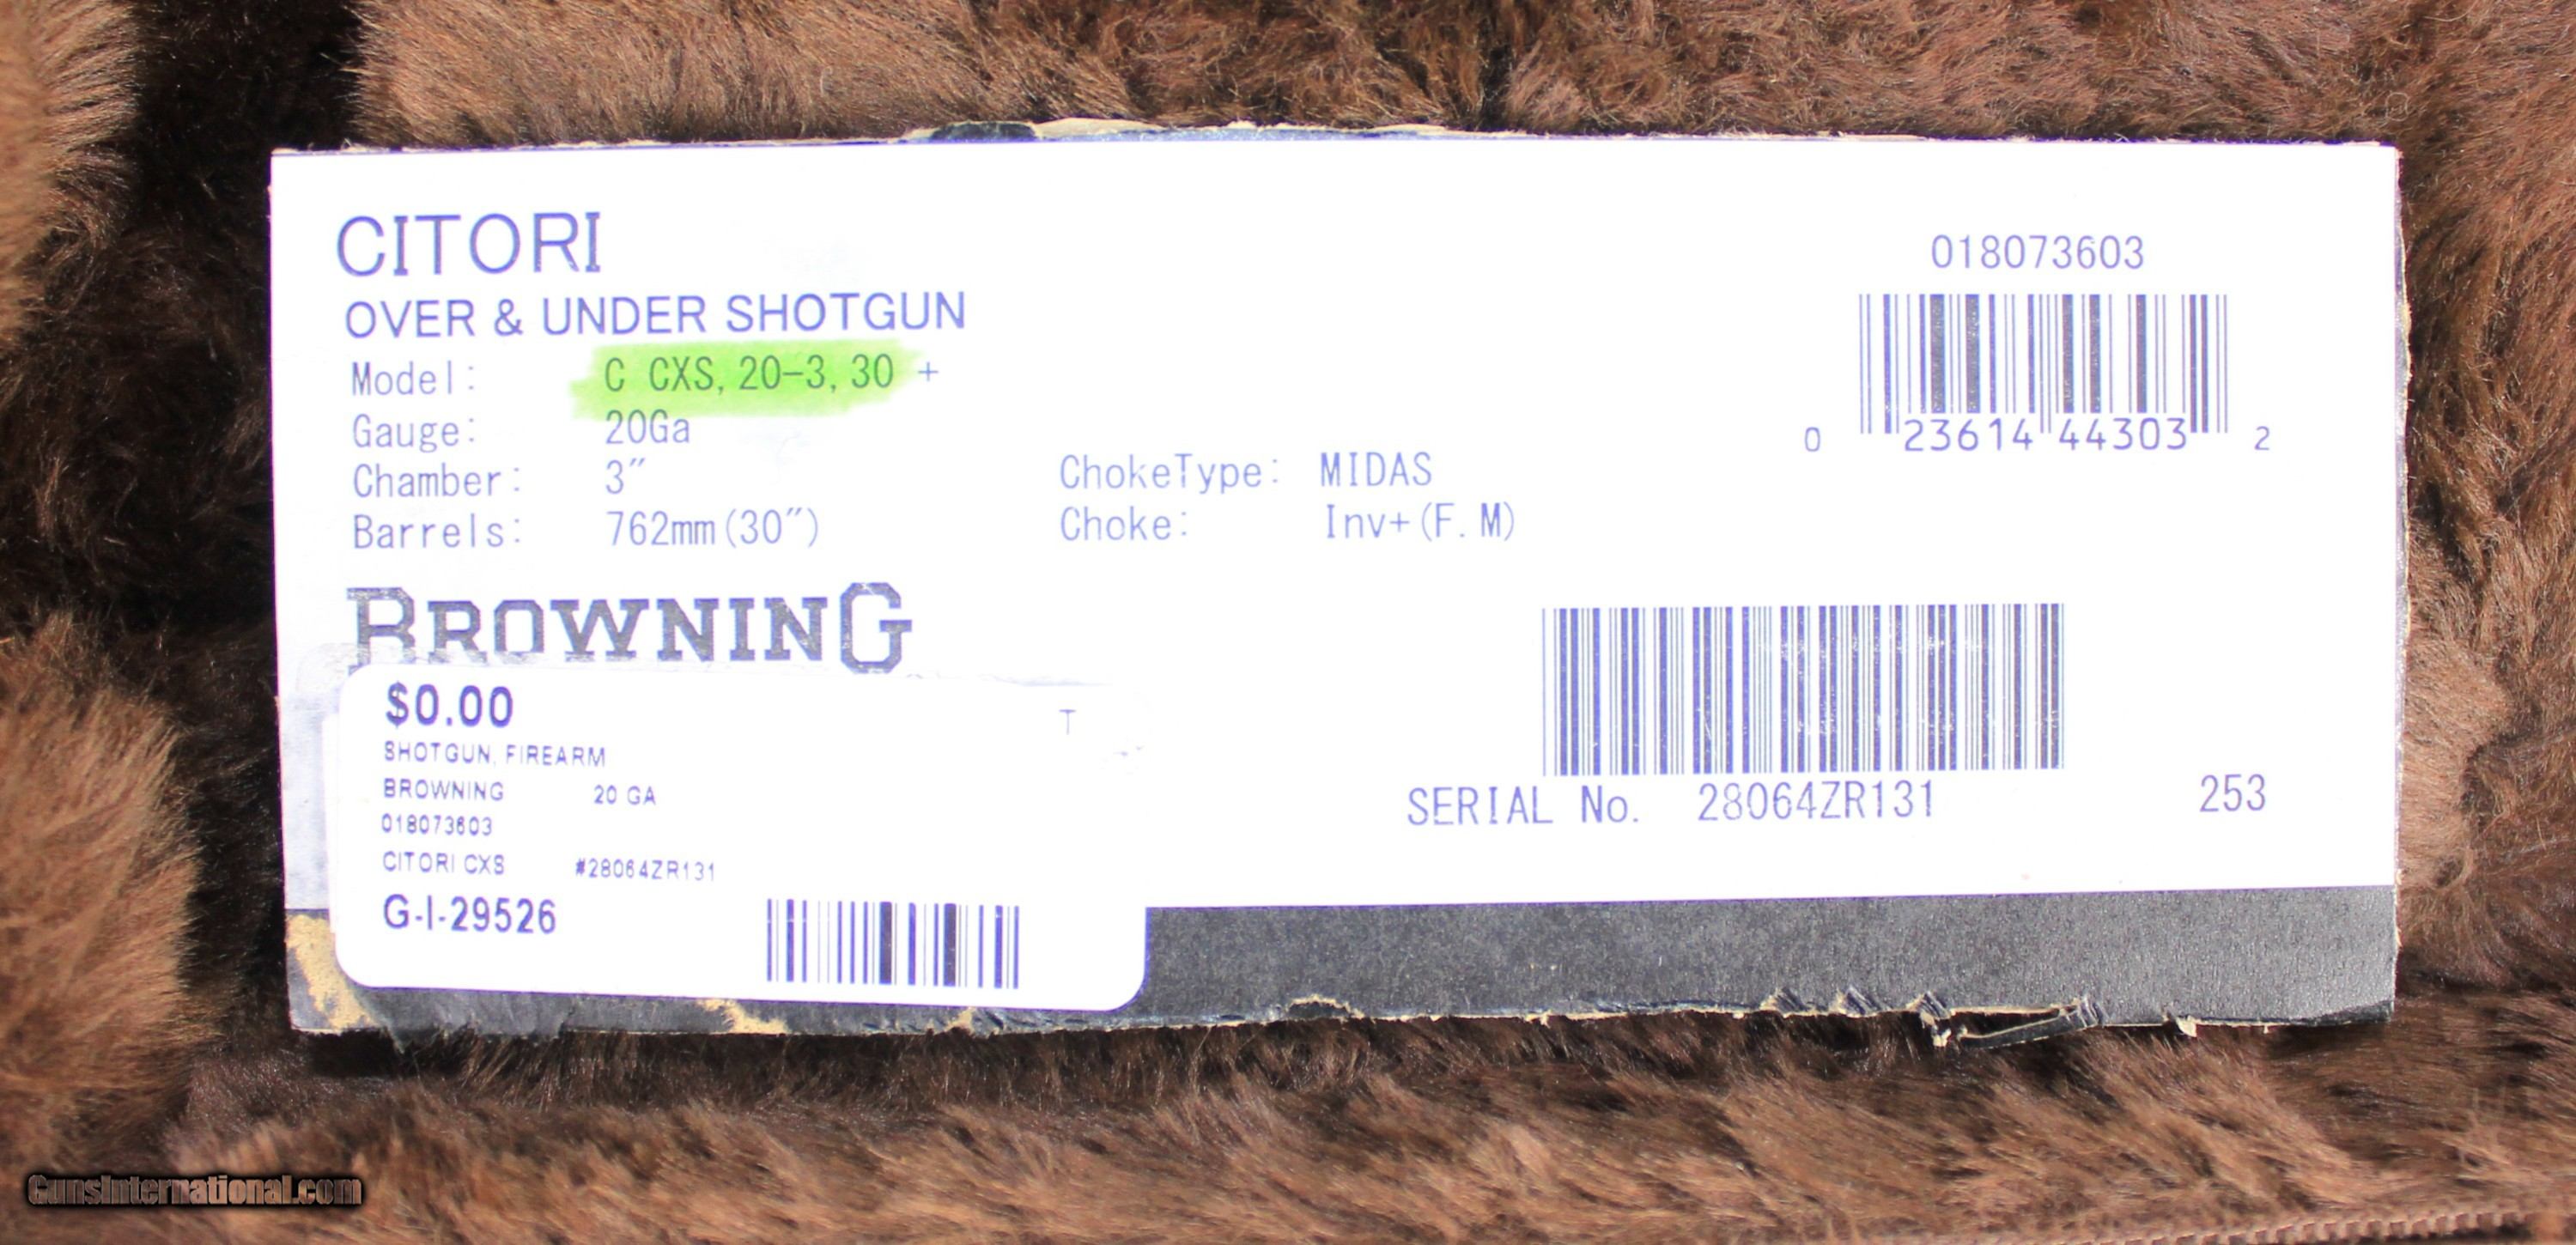 CITORI
OVER & UNDER SHOTGUN
Model: C CXS, 20-3, 30 +
Gauge: 20Ga
Chamber: 3″
Barrels: 762mm(30″)
ChokeType: MIDAS
Choke: Inv+(F.M)
018073603
0 23614 44303 2
BROWNING
SERIAL No. 28064ZR131
253
$0.00
T
SHOTGUN, FIREARM
BROWNING 20 GA
018073603
CITORI CXS #28064ZR131
G-I-29526
GunsInternational.com